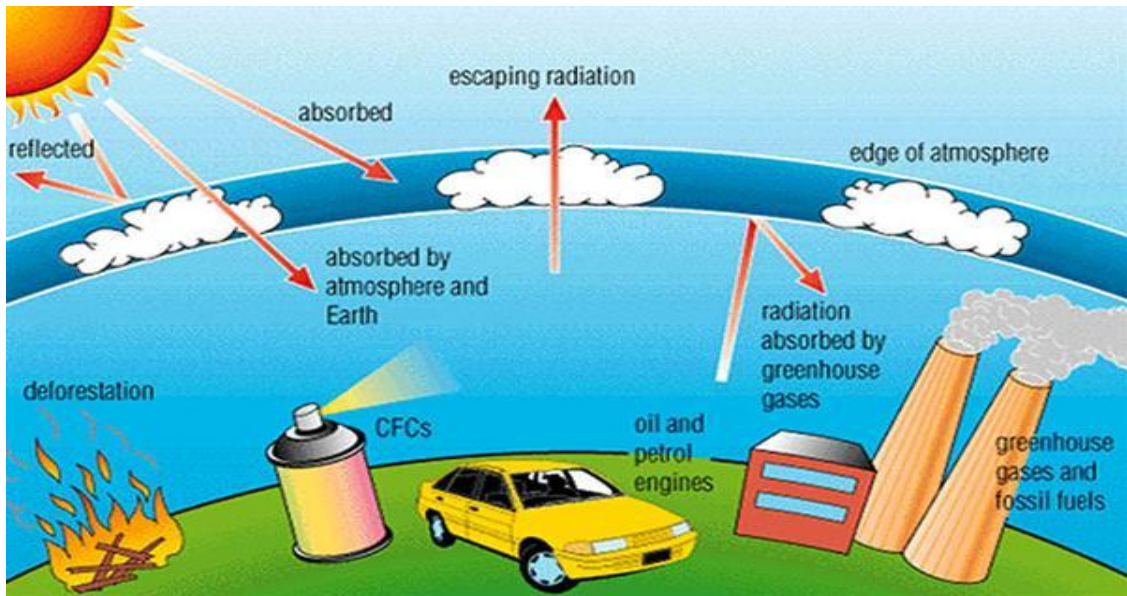 escaping radiation
absorbed
reflected
edge of atmosphere
absorbed by
atmosphere and
Earth
radiation
absorbed by
greenhouse
gases
deforestation
CFCs
oil and
petrol
engines
greenhouse
gases and
fossil fuels